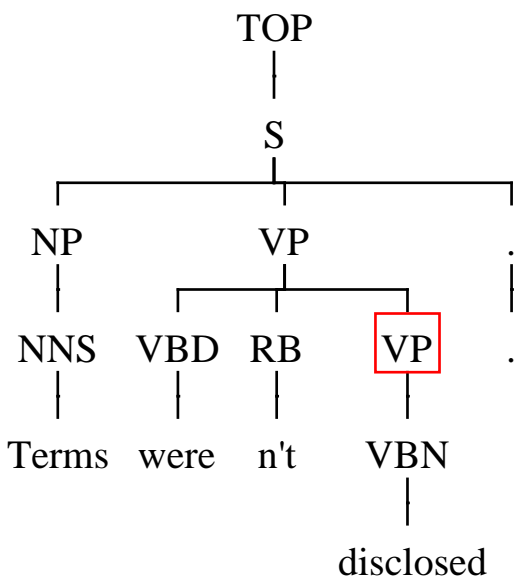 TOP
S
NP VP .
NNS VBD RB VP .
Terms were n't VBN
disclosed